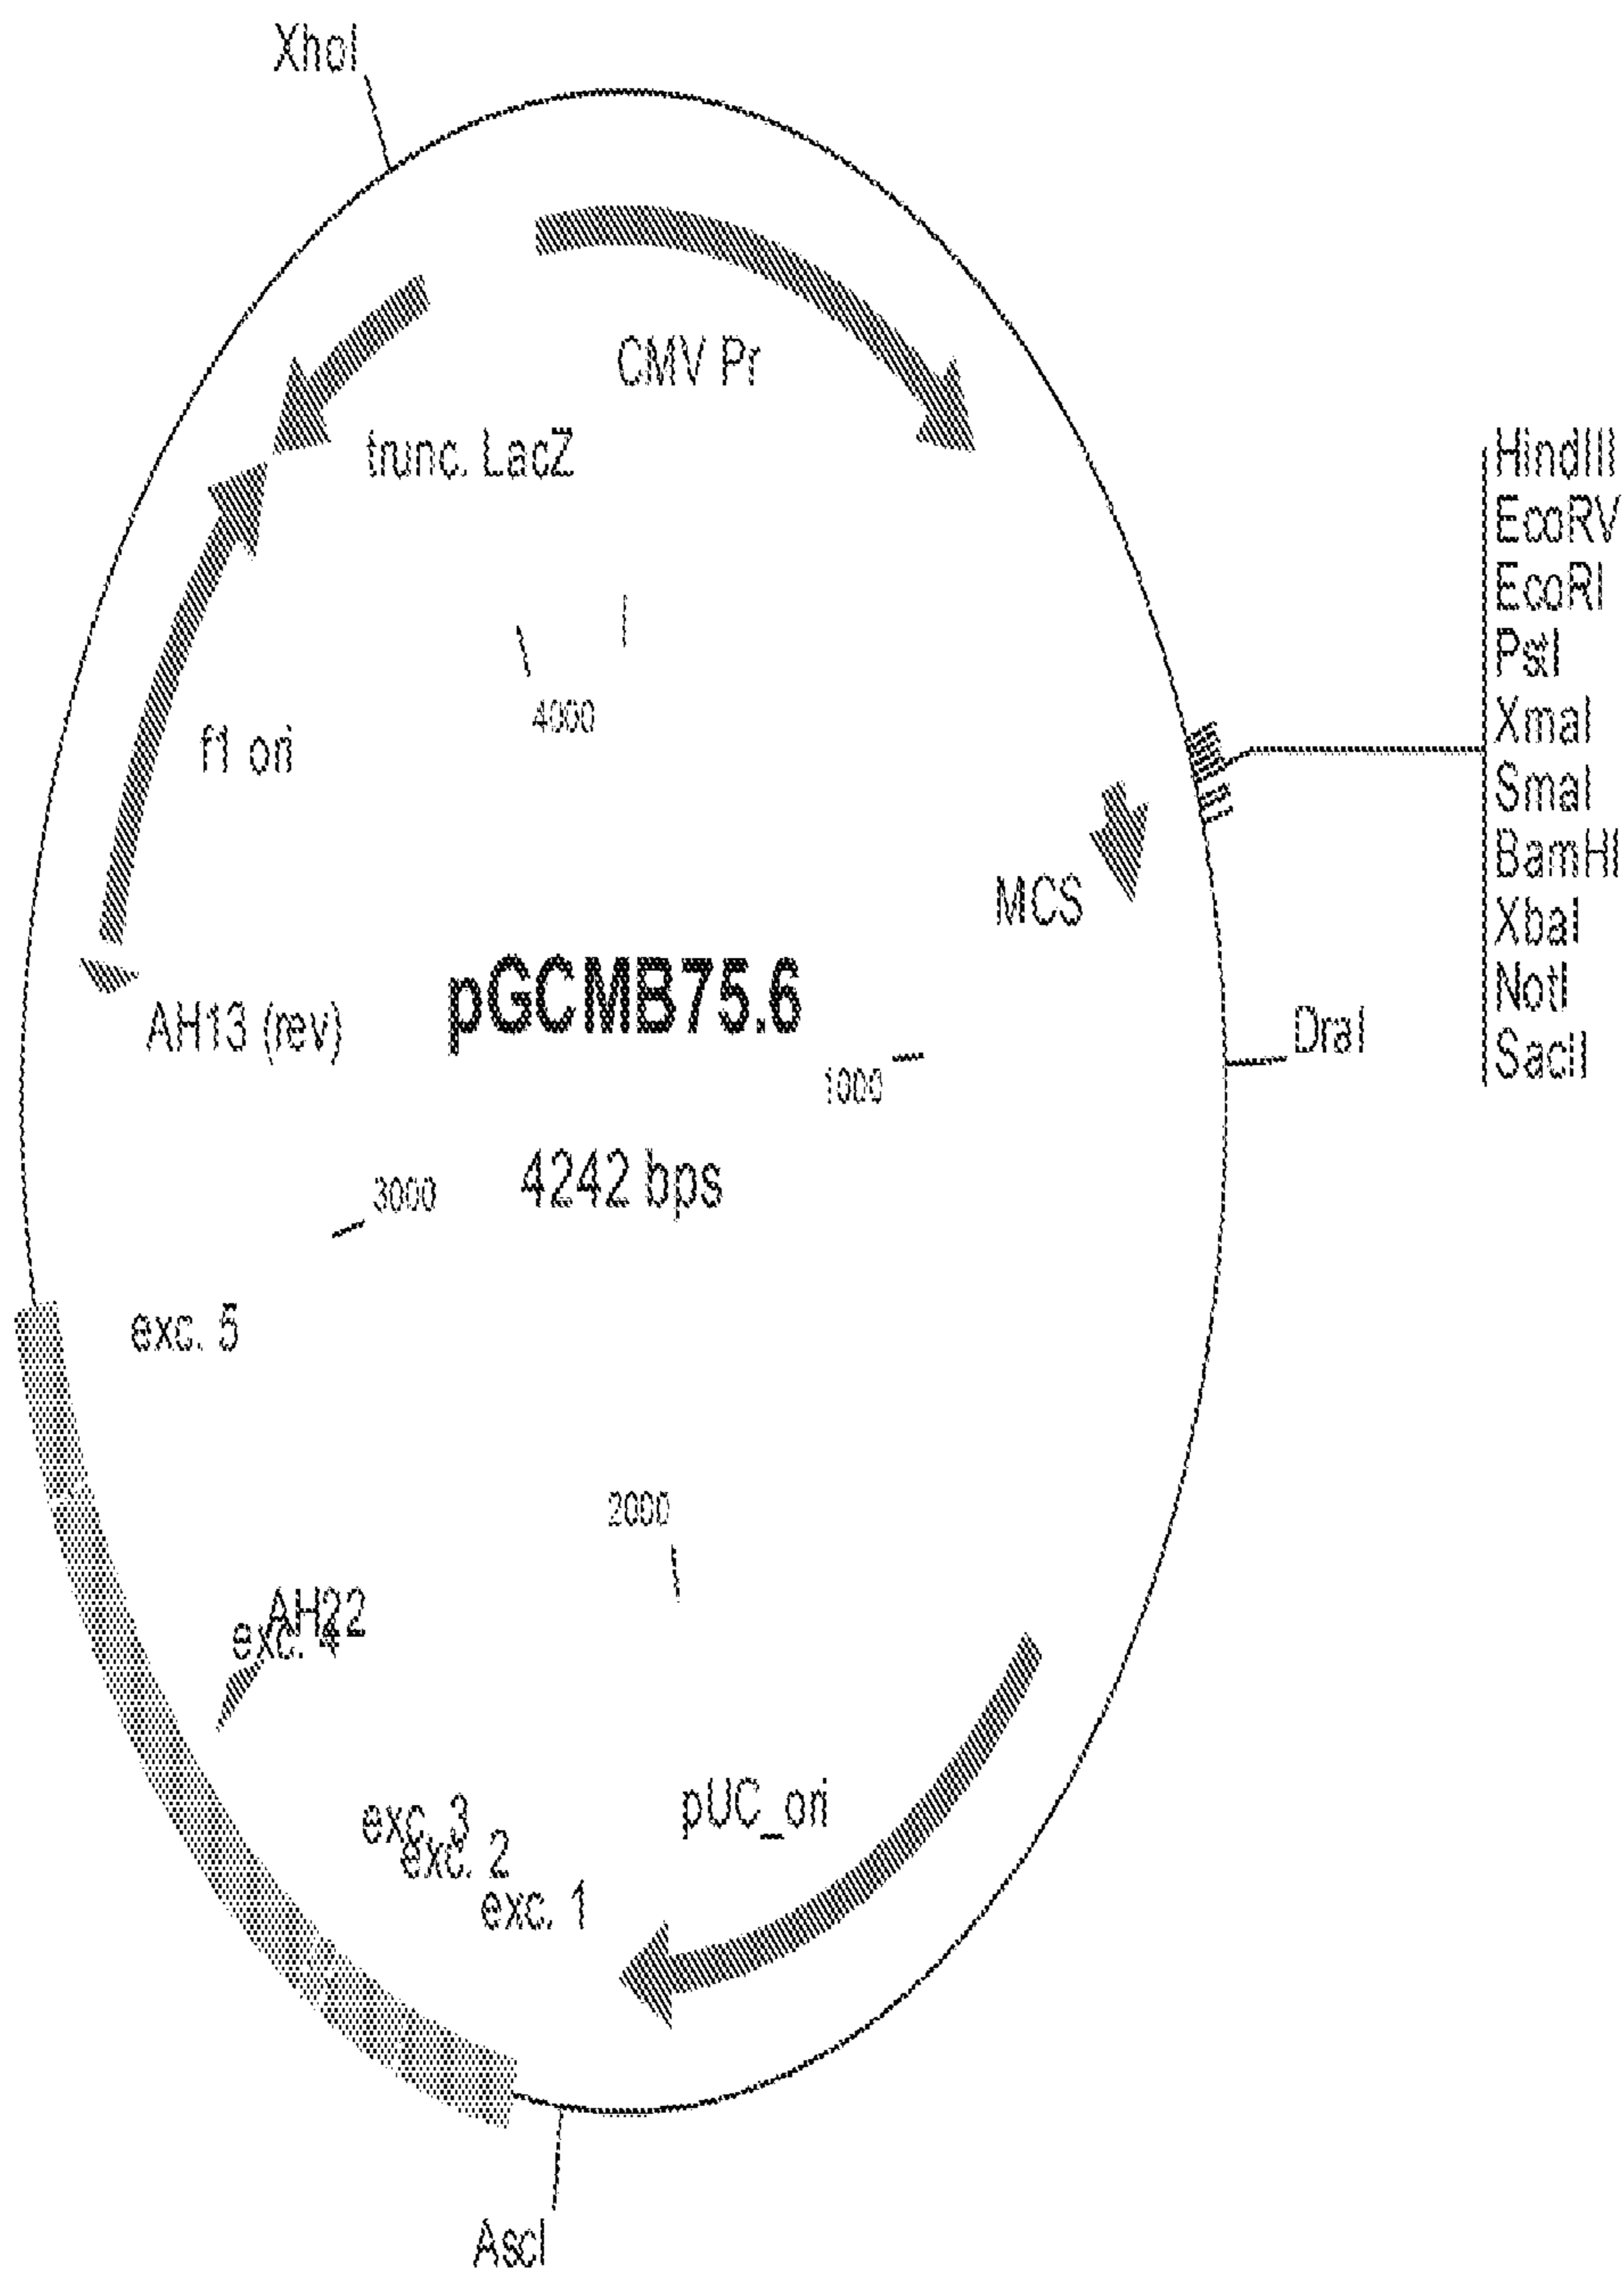 XhoI
CMV Pr
trunc. LacZ
HindIII
EcoRV
EcoRI
PstI
XmaI
SmaI
BamHI
XbaI
NotI
SacII
4000
f1 ori
MCS
pGCMB75.6
AH13 (rev)
DraI
1000
4242 bps
3000
exc. 5
2000
AH22
exc. 4
pUC_ori
exc. 3
exc. 2
exc. 1
AscI